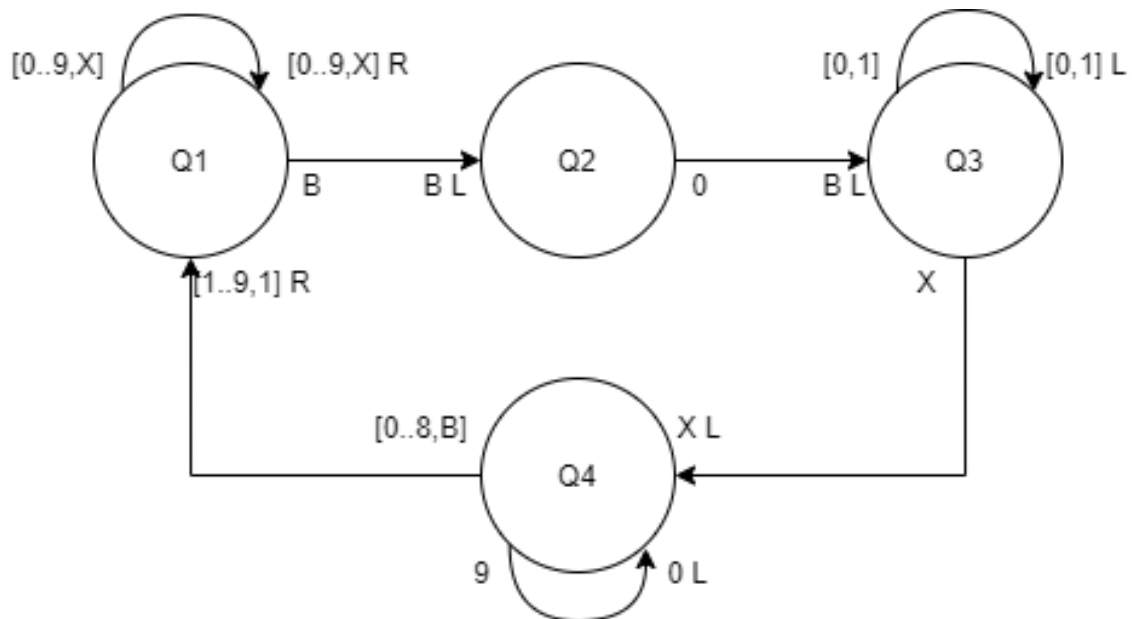 [0..9,X]
[0..9,X] R
[0,1]
[0,1] L
Q1
B
B L
Q2
0
B L
Q3
[1..9,1] R
X
[0..8,B]
X L
Q4
9
0 L